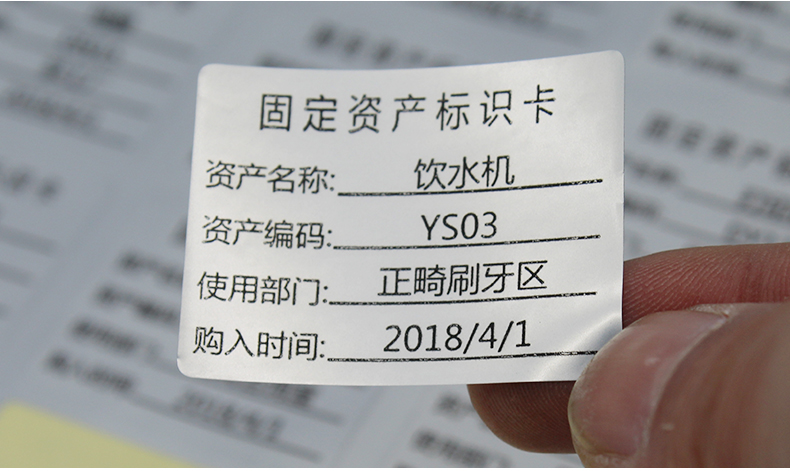 固定资产标识卡
资产名称: 饮水机
资产编码: YS03
使用部门: 正畸刷牙区
购入时间: 2018/4/1